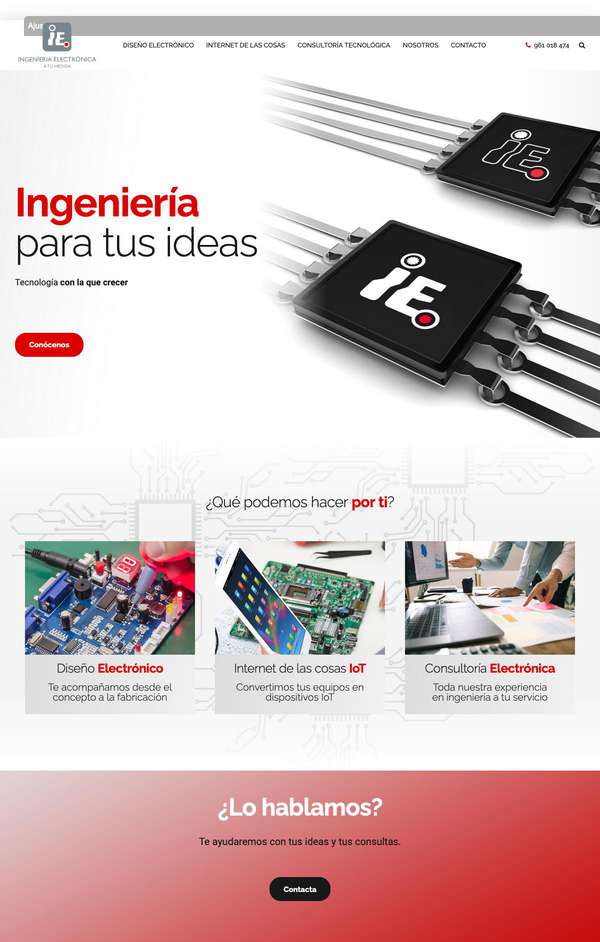 iE.
INGENIERIA ELECTRÓNICA
A TU MEDIDA
DISEÑO ELECTRÓNICO INTERNET DE LAS COSAS CONSULTORÍA TECNOLÓGICA NOSOTROS CONTACTO 961 018 474
iE.
iE.
Ingeniería
para tus ideas
Tecnología con la que crecer
Conócenos
¿Qué podemos hacer por ti?
Diseño Electrónico
Te acompañamos desde el
concepto a la fabricación
Internet de las cosas IoT
Convertimos tus equipos en
dispositivos IoT
Consultoría Electrónica
Toda nuestra experiencia
en ingeniería a tu servicio
¿Lo hablamos?
Te ayudaremos con tus ideas y tus consultas.
Contacta